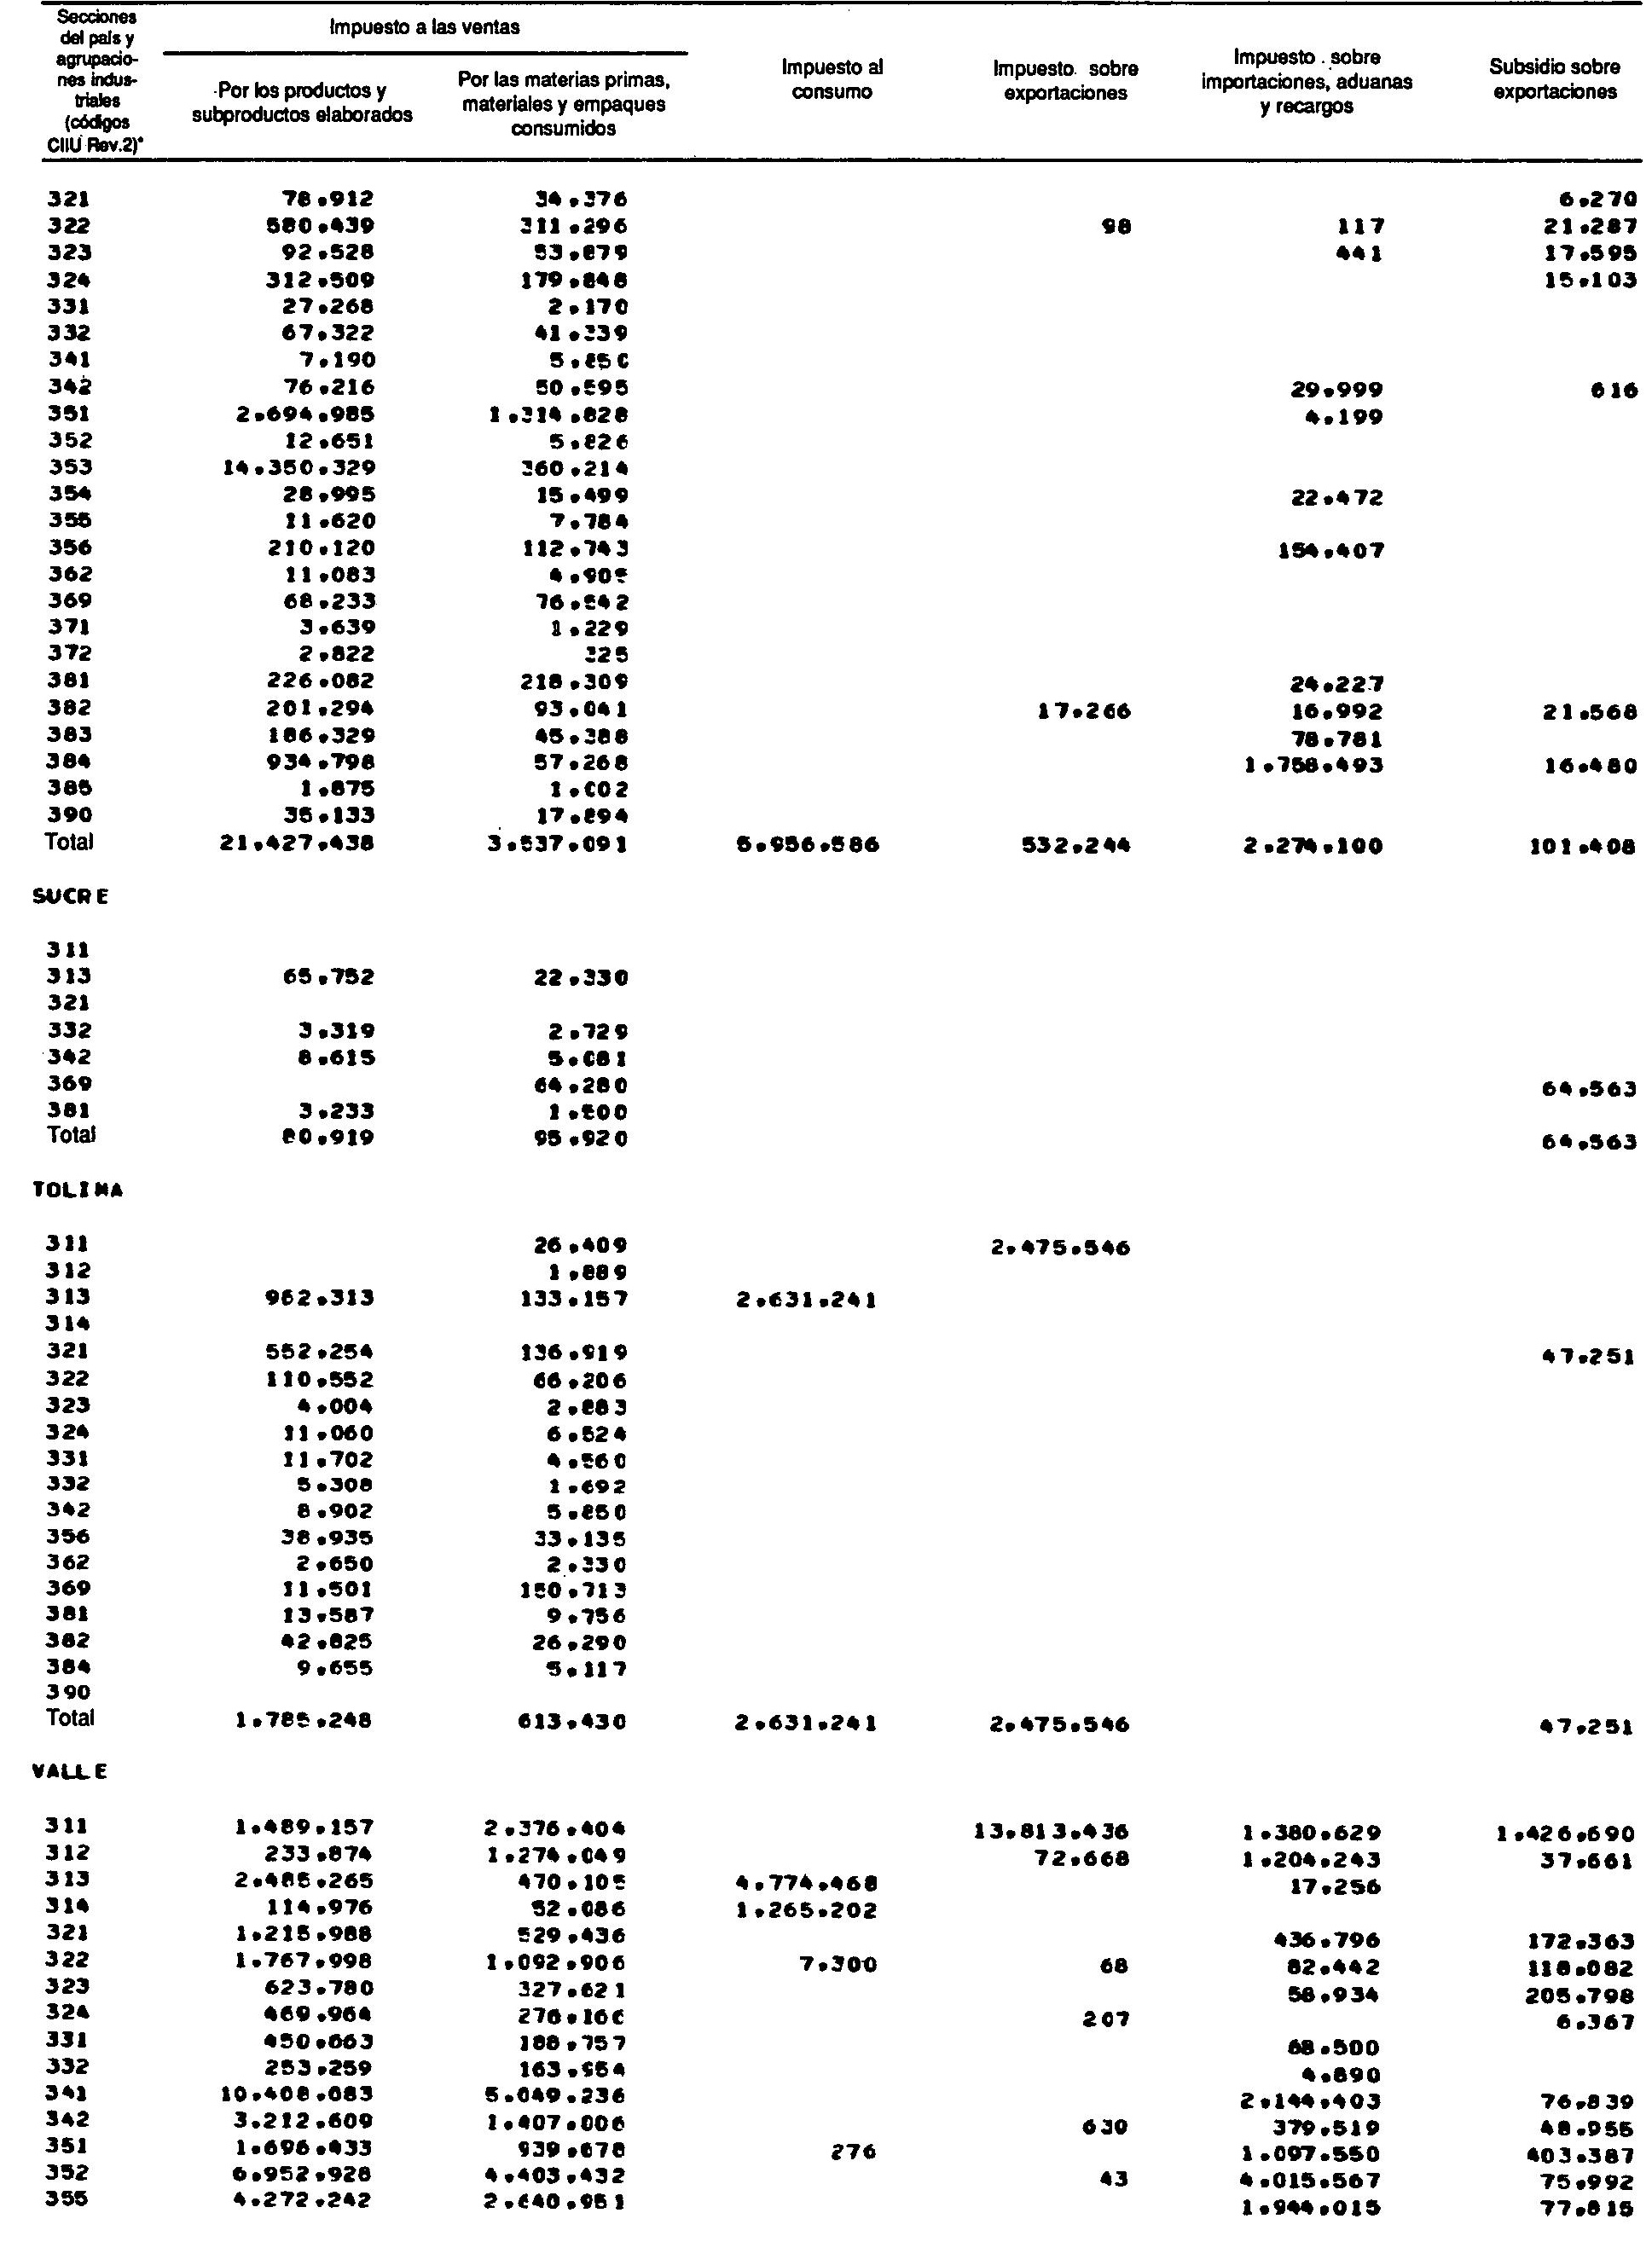 Secciones del país y agrupaciones industriales (códigos CIIU Rev.2)* Impuesto a las ventas Por los productos y subproductos elaborados Por las materias primas, materiales y empaques consumidos Impuesto al consumo Impuesto sobre exportaciones Impuesto sobre importaciones, aduanas y recargos Subsidio sobre exportaciones
321 78.912 34.376 6.270
322 580.439 311.296 98 117 21.287
323 92.528 53.879 441 17.595
324 312.509 179.848 15.103
331 27.268 2.170
332 67.322 41.339
341 7.190 5.850
342 76.216 50.595 29.999 616
351 2.694.985 1.314.828 4.199
352 12.651 5.826
353 14.350.329 360.214
354 28.995 15.499 22.472
355 11.620 7.784
356 210.120 112.743 154.407
362 11.083 4.905
369 68.233 76.542
371 3.639 1.229
372 2.822 325
381 226.082 218.309 24.227
382 201.294 93.041 17.266 16.992 21.568
383 186.329 45.388 78.781
384 934.798 57.268 1.758.493 16.480
385 1.875 1.002
390 35.133 17.894
Total 21.427.438 3.537.091 5.956.586 532.244 2.274.100 101.408
SUCRE
311
313 65.752 22.330
321
332 3.319 2.729
342 8.615 5.081
369 64.280 64.563
381 3.233 1.500
Total 80.919 95.920 64.563
TOLIMA
311 26.409 2.475.546
312 1.889
313 962.313 133.157 2.631.241
314
321 552.254 136.919 47.251
322 110.552 66.206
323 4.004 2.883
324 11.060 6.524
331 11.702 4.560
332 5.308 1.692
342 8.902 5.850
356 38.935 33.135
362 2.650 2.330
369 11.501 150.713
381 13.587 9.756
382 42.825 26.290
384 9.655 5.117
390
Total 1.785.248 613.430 2.631.241 2.475.546 47.251
VALLE
311 1.489.157 2.376.404 13.813.436 1.380.629 1.426.690
312 233.874 1.274.049 72.668 1.204.243 37.661
313 2.485.265 470.105 4.774.468 17.256
314 114.976 52.086 1.265.202
321 1.215.988 529.436 436.796 172.363
322 1.767.998 1.092.906 7.300 68 82.442 118.082
323 623.780 327.621 58.934 205.798
324 469.964 276.166 207 6.367
331 450.663 188.757 68.500
332 253.259 163.954 4.890
341 10.408.083 5.049.236 2.144.403 76.839
342 3.212.609 1.407.006 630 379.519 48.955
351 1.696.433 939.678 276 1.097.550 403.387
352 6.952.928 4.403.432 43 4.015.567 75.992
355 4.272.242 2.640.951 1.944.015 77.815